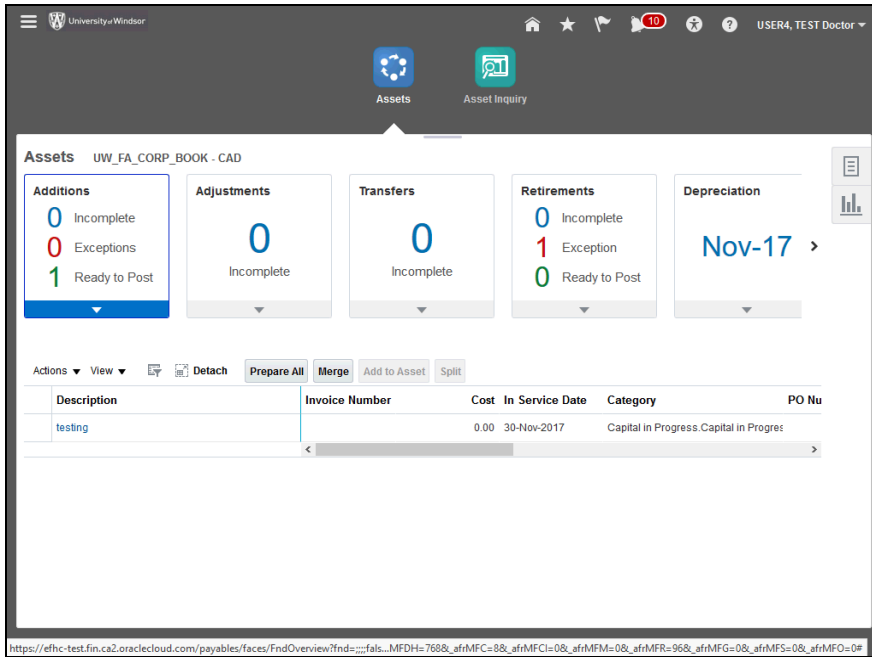 University of Windsor
10
USER4, TEST Doctor
Assets
Asset Inquiry
Assets UW_FA_CORP_BOOK - CAD
Additions
0 Incomplete
0 Exceptions
1 Ready to Post
Adjustments
0
Incomplete
Transfers
0
Incomplete
Retirements
0 Incomplete
1 Exception
0 Ready to Post
Depreciation
Nov-17
Actions View Detach Prepare All Merge Add to Asset Split
Description Invoice Number Cost In Service Date Category PO Nu
testing 0.00 30-Nov-2017 Capital in Progress.Capital in Progres
https://efhc-test.fin.ca2.oraclecloud.com/payables/faces/FndOverview?fnd=;;;;fals...MFDH=768&_afrMFC=8&_afrMFCI=0&_afrMFM=0&_afrMFR=96&_afrMFG=0&_afrMFS=0&_afrMFO=0#